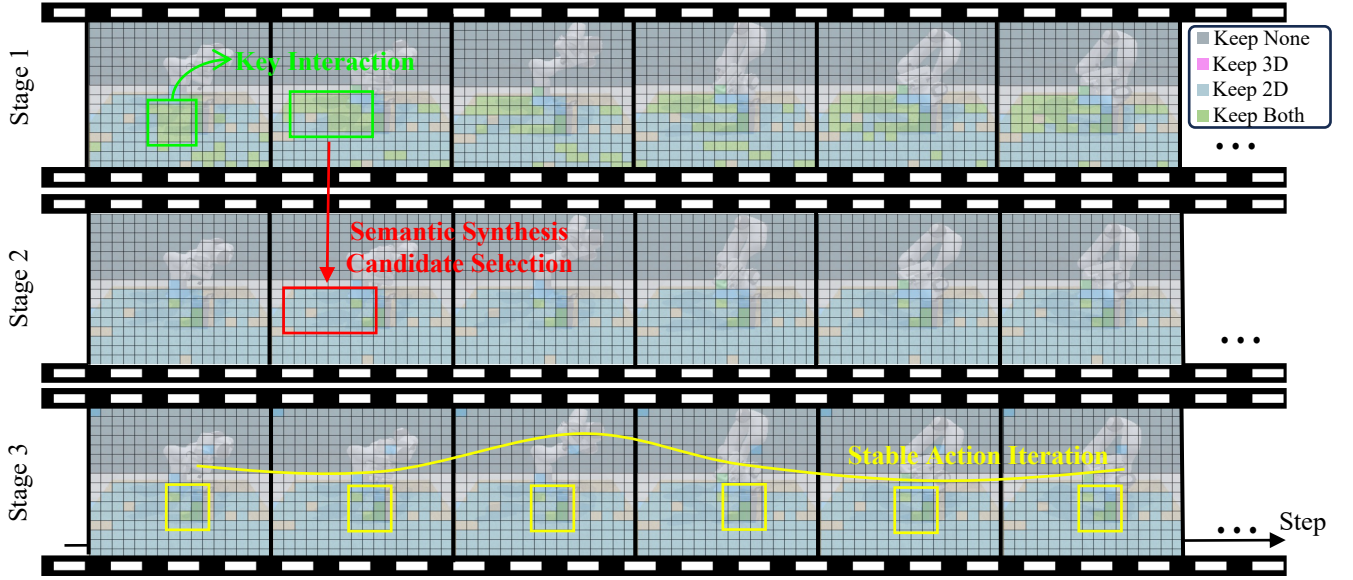 Stage 1
Key Interaction
Keep None
Keep 3D
Keep 2D
Keep Both
...
Stage 2
Semantic Synthesis
Candidate Selection
...
Stage 3
Stable Action Iteration
...
Step